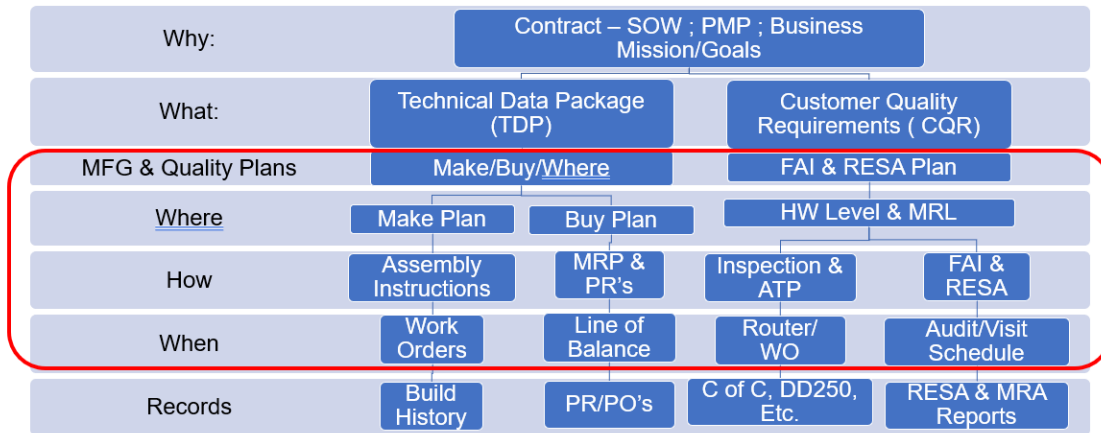 Why:
Contract – SOW ; PMP ; Business
Mission/Goals
What:
Technical Data Package
(TDP)
Customer Quality
Requirements ( CQR)
MFG & Quality Plans
Make/Buy/Where
FAI & RESA Plan
Where
Make Plan
Buy Plan
HW Level & MRL
How
Assembly
Instructions
MRP &
PR's
Inspection &
ATP
FAI &
RESA
When
Work
Orders
Line of
Balance
Router/
WO
Audit/Visit
Schedule
Records
Build
History
PR/PO's
C of C, DD250,
Etc.
RESA & MRA
Reports